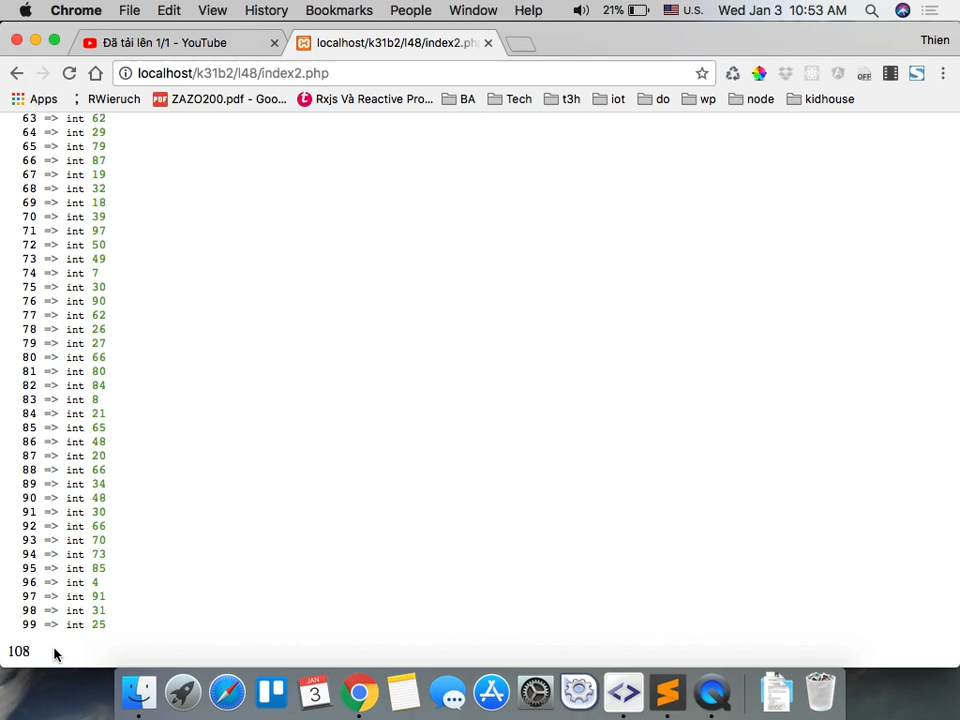 Chrome File Edit View History Bookmarks People Window Help 21% U.S. Wed Jan 3 10:53 AM
Đã tải lên 1/1 - YouTube localhost/k31b2/l48/index2.ph Thien
localhost/k31b2/l48/index2.php OFF
Apps RWieruch ZAZO200.pdf - Goo... Rxjs Và Reactive Pro... BA Tech t3h iot do wp node kidhouse
63 => int 62
64 => int 29
65 => int 79
66 => int 87
67 => int 19
68 => int 32
69 => int 18
70 => int 39
71 => int 97
72 => int 50
73 => int 49
74 => int 7
75 => int 30
76 => int 90
77 => int 62
78 => int 26
79 => int 27
80 => int 66
81 => int 80
82 => int 84
83 => int 8
84 => int 21
85 => int 65
86 => int 48
87 => int 20
88 => int 66
89 => int 34
90 => int 48
91 => int 30
92 => int 66
93 => int 70
94 => int 73
95 => int 85
96 => int 4
97 => int 91
98 => int 31
99 => int 25
108
JAN
3